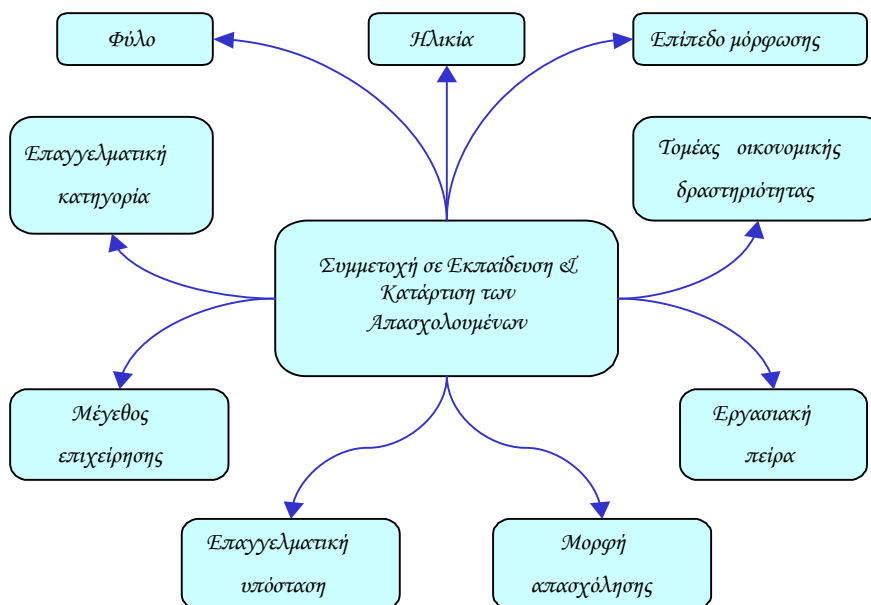 Φύλο
Ηλικία
Επίπεδο μόρφωσης
Επαγγελματική
κατηγορία
Τομέας οικονομικής
δραστηριότητας
Συμμετοχή σε Εκπαίδευση &
Κατάρτιση των
Απασχολουμένων
Μέγεθος
επιχείρησης
Εργασιακή
πείρα
Επαγγελματική
υπόσταση
Μορφή
απασχόλησης